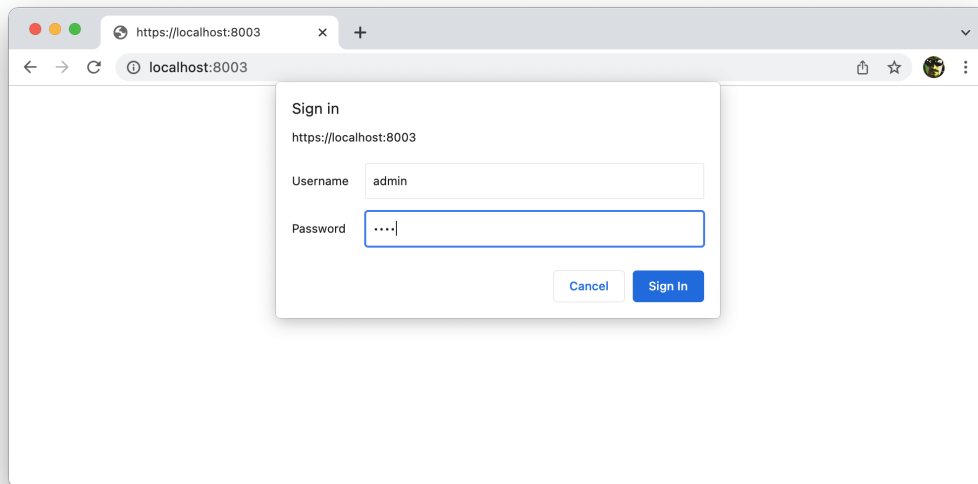 https://localhost:8003
localhost:8003
Sign in
https://localhost:8003
Username admin
Password ••••
Cancel Sign In